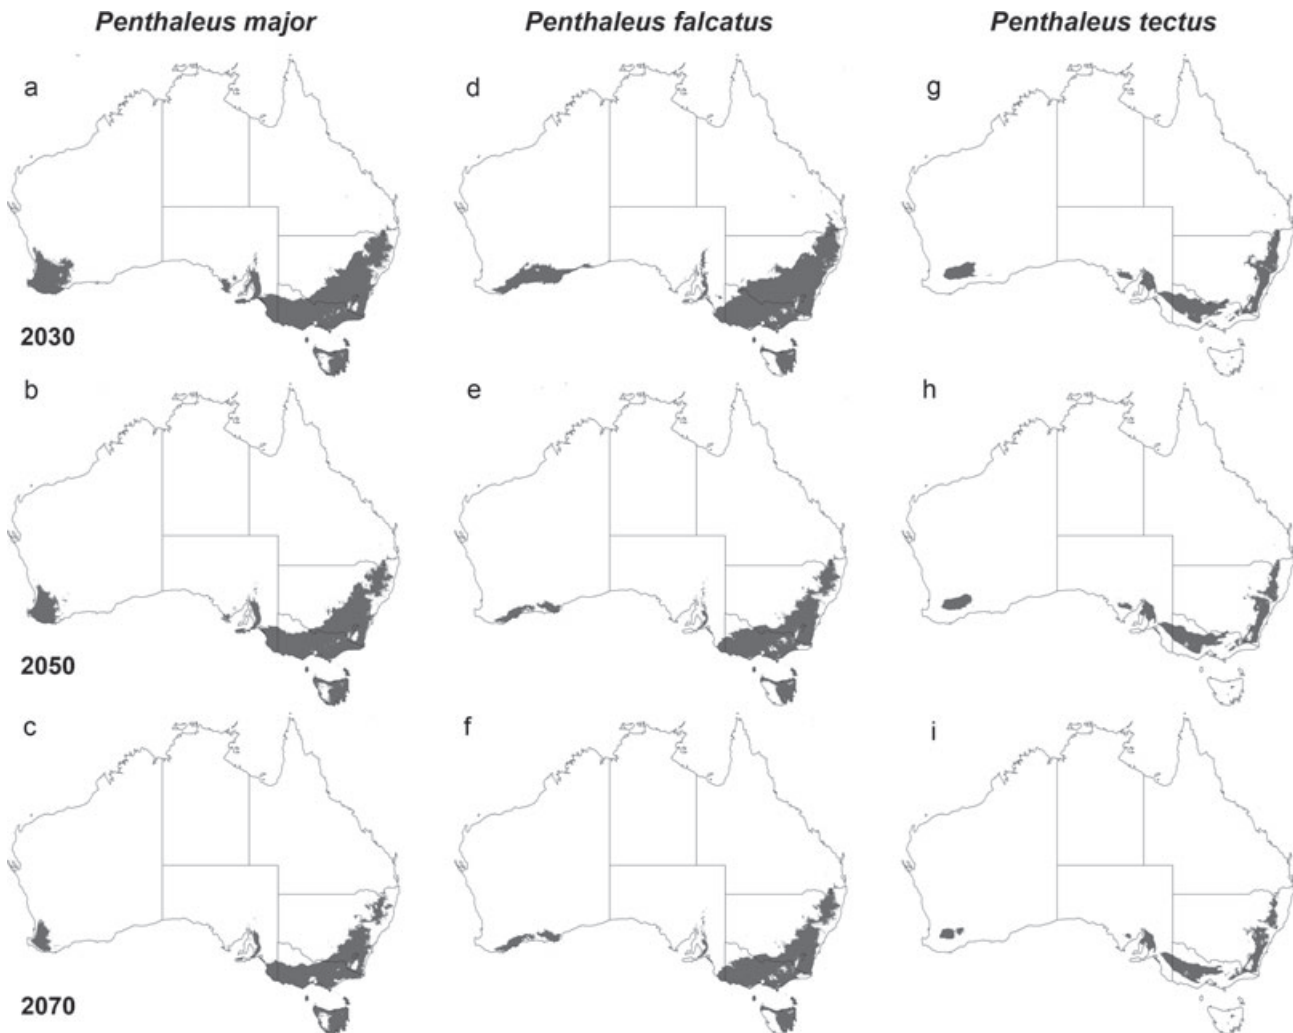 Penthaleus major Penthaleus falcatus Penthaleus tectus
a d g
2030
b e h
2050
c f i
2070